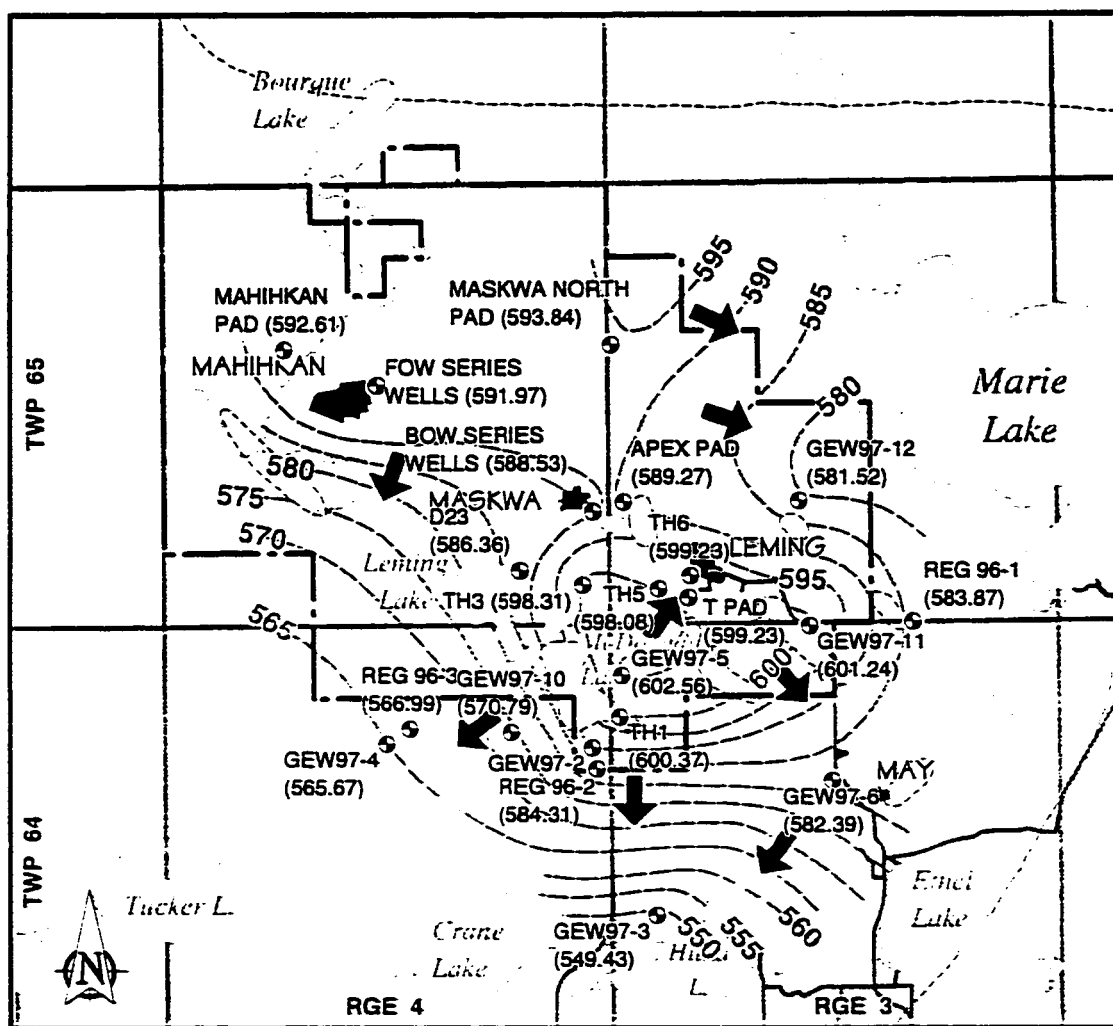 Bourque
Lake
TWP 65
MAHIHKAN
PAD (592.61)
MAHIHKAN
MASKWA NORTH
PAD (593.84)
595
590
585
580
FOW SERIES
WELLS (591.97)
Marie
Lake
BOW SERIES
WELLS (588.53)
APEX PAD
(589.27)
GEW97-12
(581.52)
580
575
570
565
MASKWA
D23
(586.36)
TH6
(599.23)
LEMING
595
Leming
Lake
TH3 (598.31)
TH5
(598.08)
T PAD
(599.23)
REG 96-1
(583.87)
GEW97-11
(601.24)
GEW97-5
(602.56)
600
REG 96-3
(566.99)
GEW97-10
(570.79)
TH1
(600.37)
GEW97-4
(565.67)
GEW97-2
REG 96-2
(584.31)
MAY
GEW97-6
(582.39)
TWP 64
Tucker L.
N
Crane
Lake
GEW97-3
(549.43)
550
555
560
L.
Lake
RGE 4
RGE 3